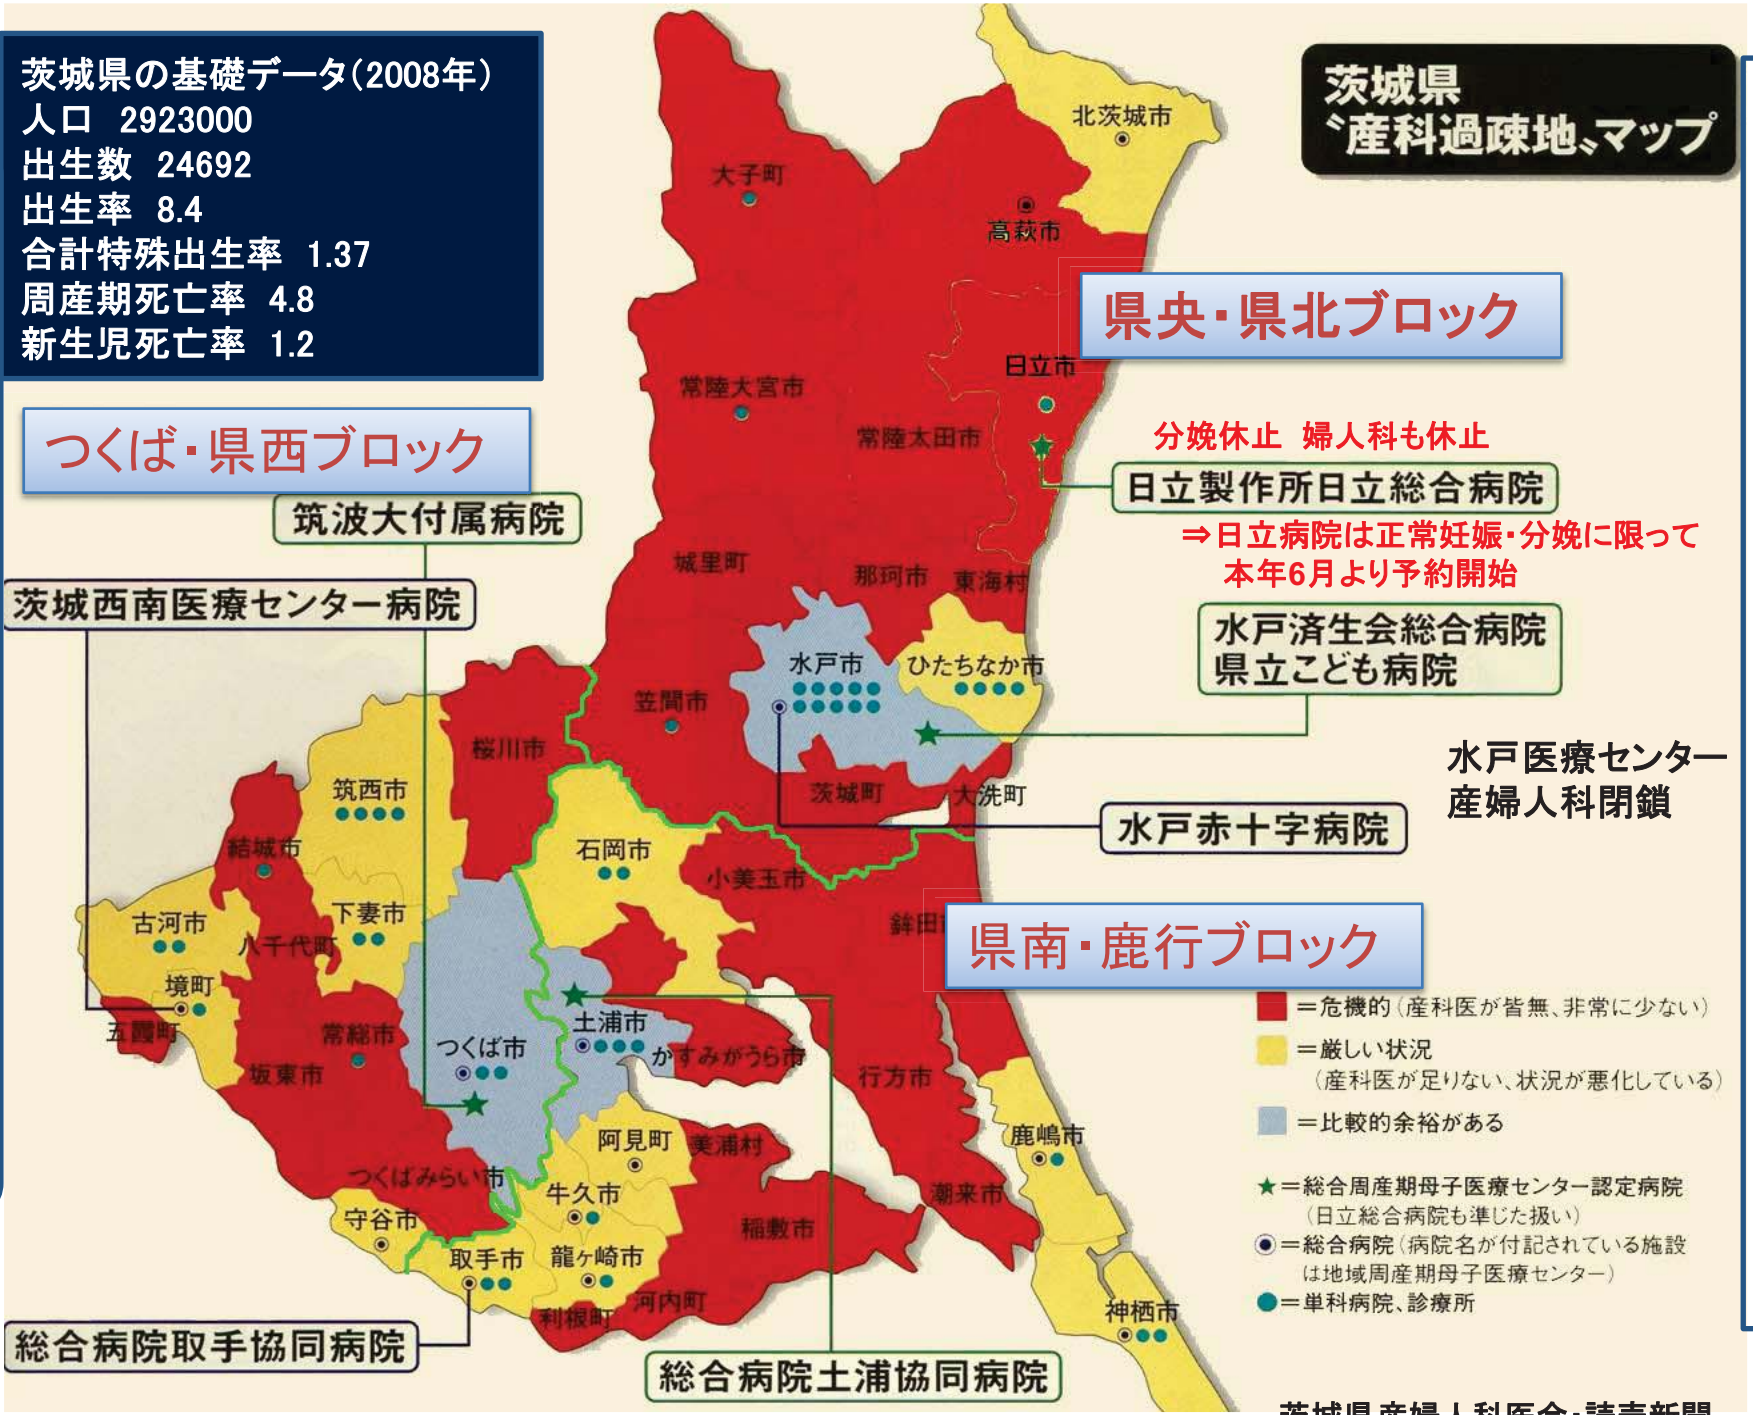 茨城県の基礎データ(2008年)
人口 2923000
出生数 24692
出生率 8.4
合計特殊出生率 1.37
周産期死亡率 4.8
新生児死亡率 1.2
茨城県
〝産科過疎地〟マップ
北茨城市
大子町
高萩市
県央・県北ブロック
日立市
常陸大宮市
常陸太田市
つくば・県西ブロック
分娩休止 婦人科も休止
日立製作所日立総合病院
⇒日立病院は正常妊娠・分娩に限って
本年6月より予約開始
筑波大付属病院
茨城西南医療センター病院
城里町
那珂市
東海村
水戸済生会総合病院
県立こども病院
水戸市
ひたちなか市
笠間市
桜川市
水戸医療センター
産婦人科閉鎖
筑西市
茨城町
大洗町
水戸赤十字病院
結城市
石岡市
小美玉市
古河市
下妻市
八千代町
鉾田
県南・鹿行ブロック
境町
五霞町
常総市
坂東市
つくば市
土浦市
かすみがうら市
行方市
=危機的(産科医が皆無、非常に少ない)
=厳しい状況
(産科医が足りない、状況が悪化している)
=比較的余裕がある
阿見町
美浦村
鹿嶋市
つくばみらい市
牛久市
潮来市
守谷市
稲敷市
取手市
龍ヶ崎市
利根町
河内町
神栖市
★=総合周産期母子医療センター認定病院
(日立総合病院も準じた扱い)
◉=総合病院(病院名が付記されている施設
は地域周産期母子医療センター)
●=単科病院、診療所
総合病院取手協同病院
総合病院土浦協同病院
茨城県産婦人科医会・読売新聞